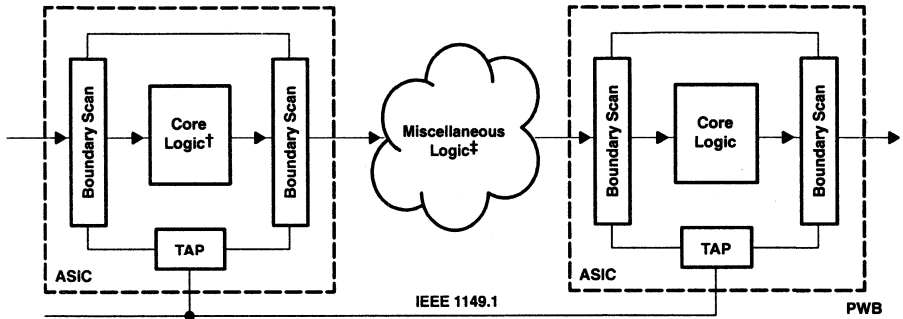 Boundary Scan
Core
Logic†
Boundary Scan
TAP
ASIC
Miscellaneous
Logic‡
Boundary Scan
Core
Logic
Boundary Scan
TAP
ASIC
IEEE 1149.1
PWB